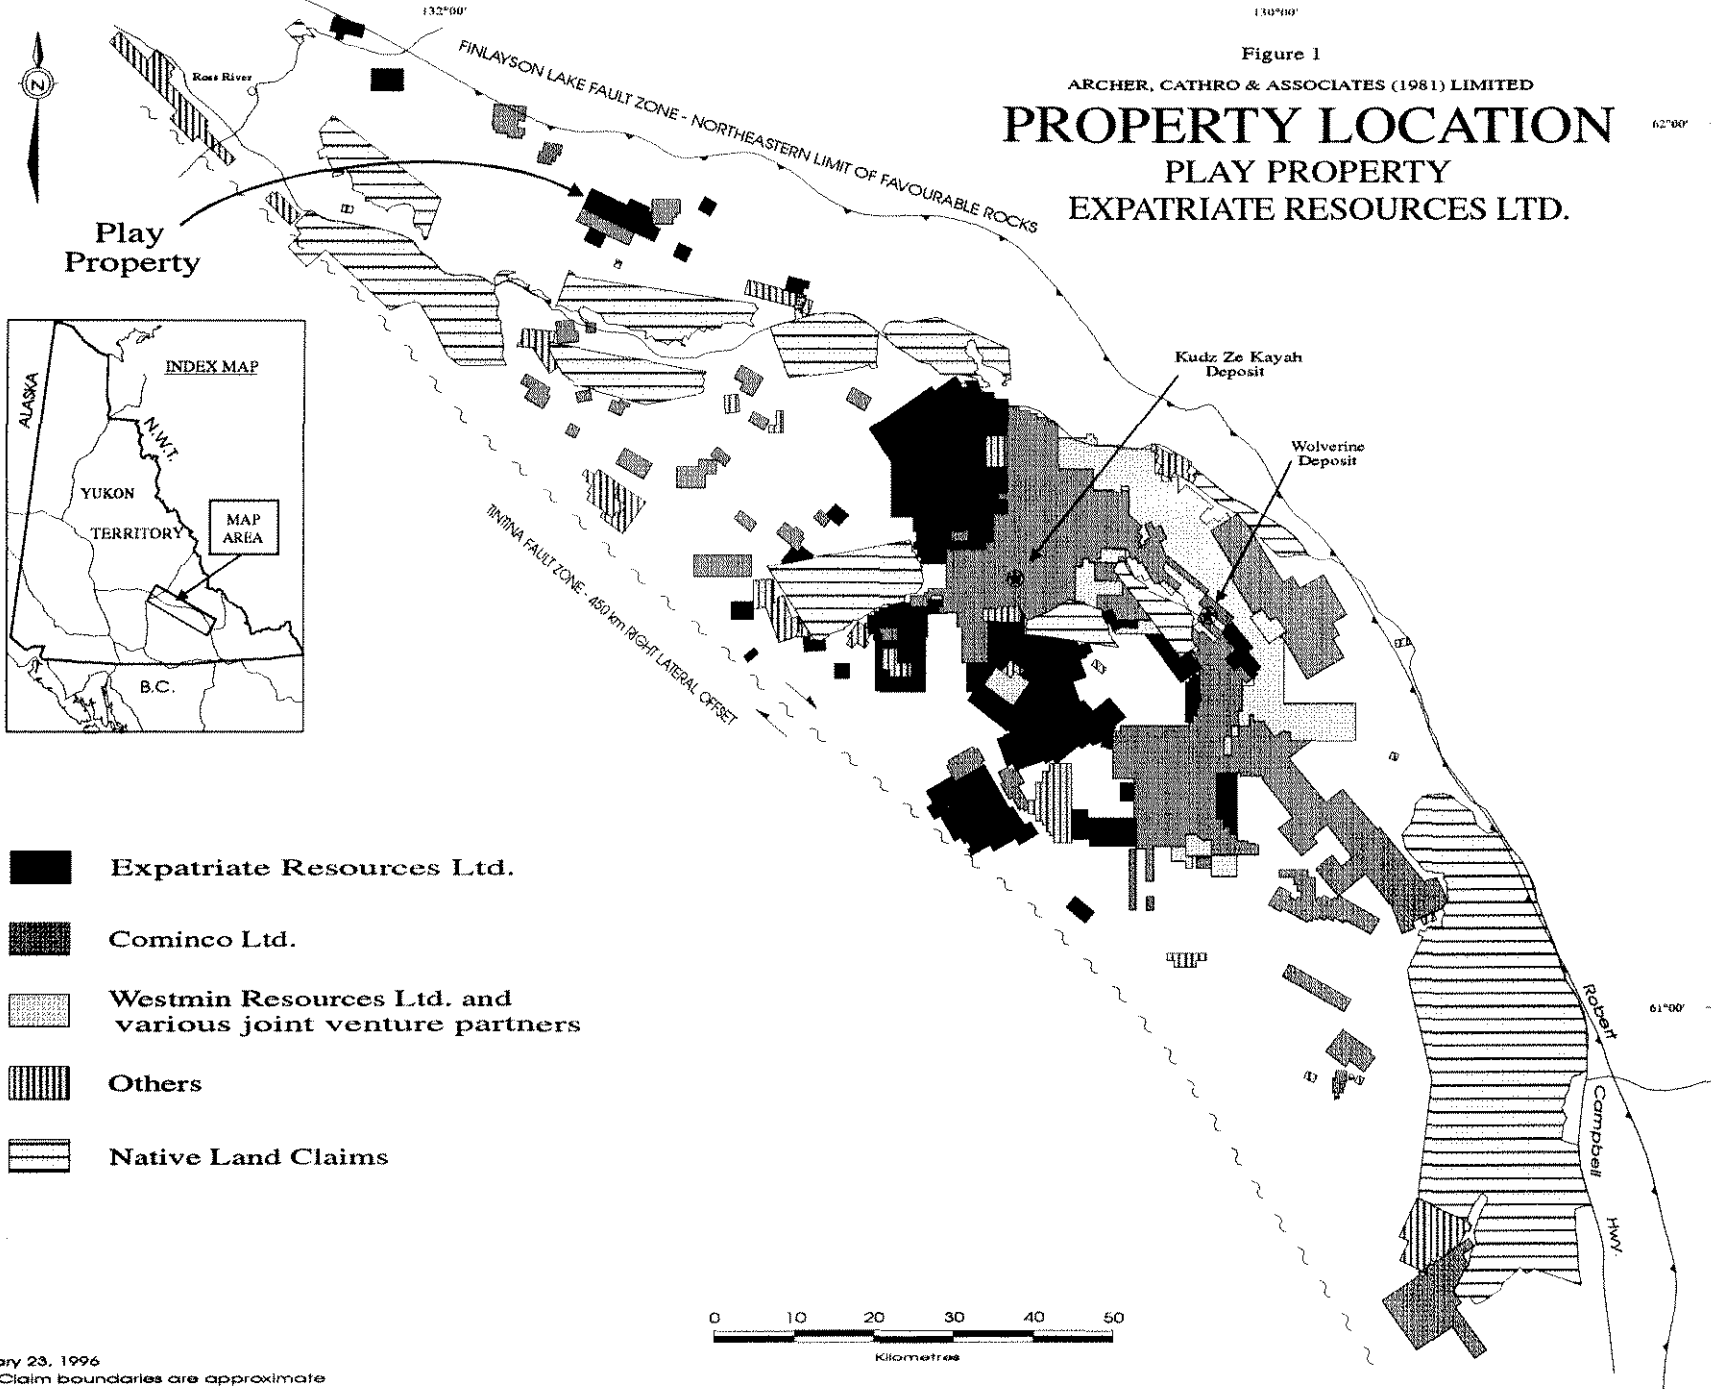 132°00'
130°00'
Figure 1
ARCHER, CATHRO & ASSOCIATES (1981) LIMITED
PROPERTY LOCATION
PLAY PROPERTY
EXPATRIATE RESOURCES LTD.
62°00'
N
Ross River
FINLAYSON LAKE FAULT ZONE - NORTHEASTERN LIMIT OF FAVOURABLE ROCKS
Play
Property
INDEX MAP
ALASKA
N.W.T.
YUKON
TERRITORY
MAP
AREA
B.C.
Kudz Ze Kayah
Deposit
Wolverine
Deposit
TINTINA FAULT ZONE - 450 km RIGHT LATERAL OFFSET
Expatriate Resources Ltd.
Cominco Ltd.
Westmin Resources Ltd. and
various joint venture partners
Others
Native Land Claims
61°00'
Robert
Campbell
HWY.
0 10 20 30 40 50
Kilometres
ary 23, 1996
Claim boundaries are approximate